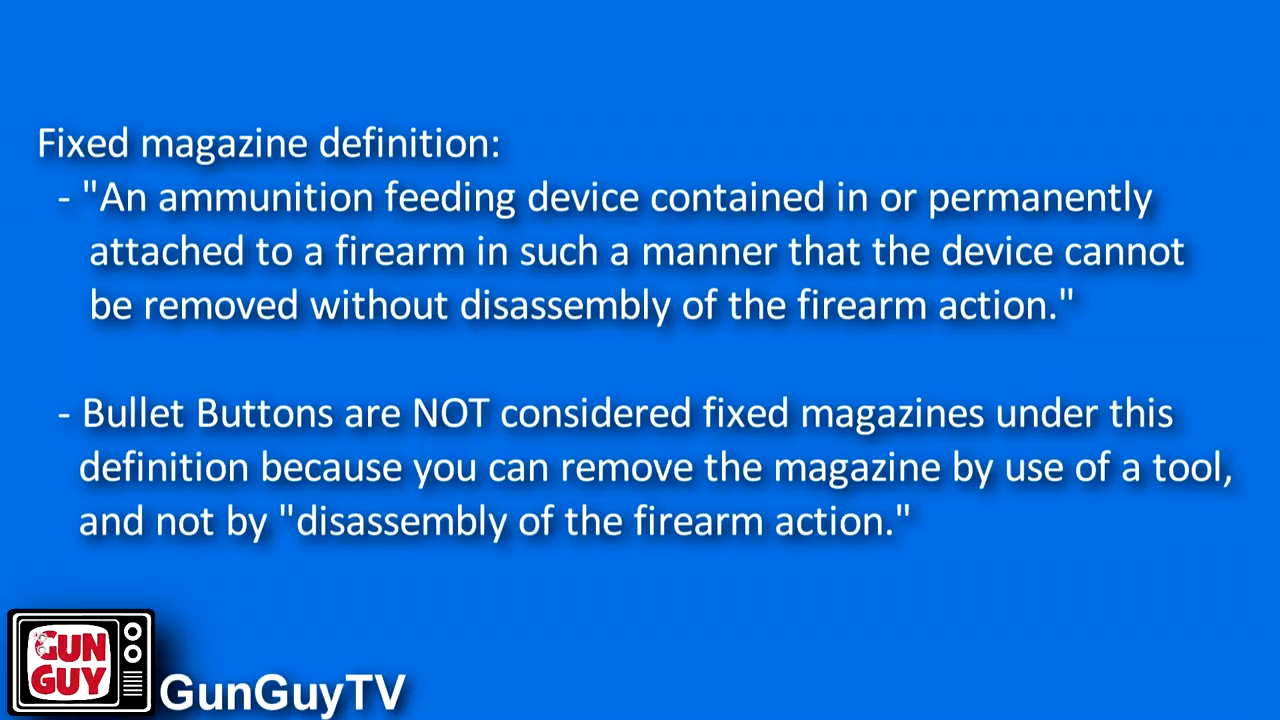 Fixed magazine definition:
- "An ammunition feeding device contained in or permanently
attached to a firearm in such a manner that the device cannot
be removed without disassembly of the firearm action."
- Bullet Buttons are NOT considered fixed magazines under this
definition because you can remove the magazine by use of a tool,
and not by "disassembly of the firearm action."
GUN
GUY
GunGuyTV